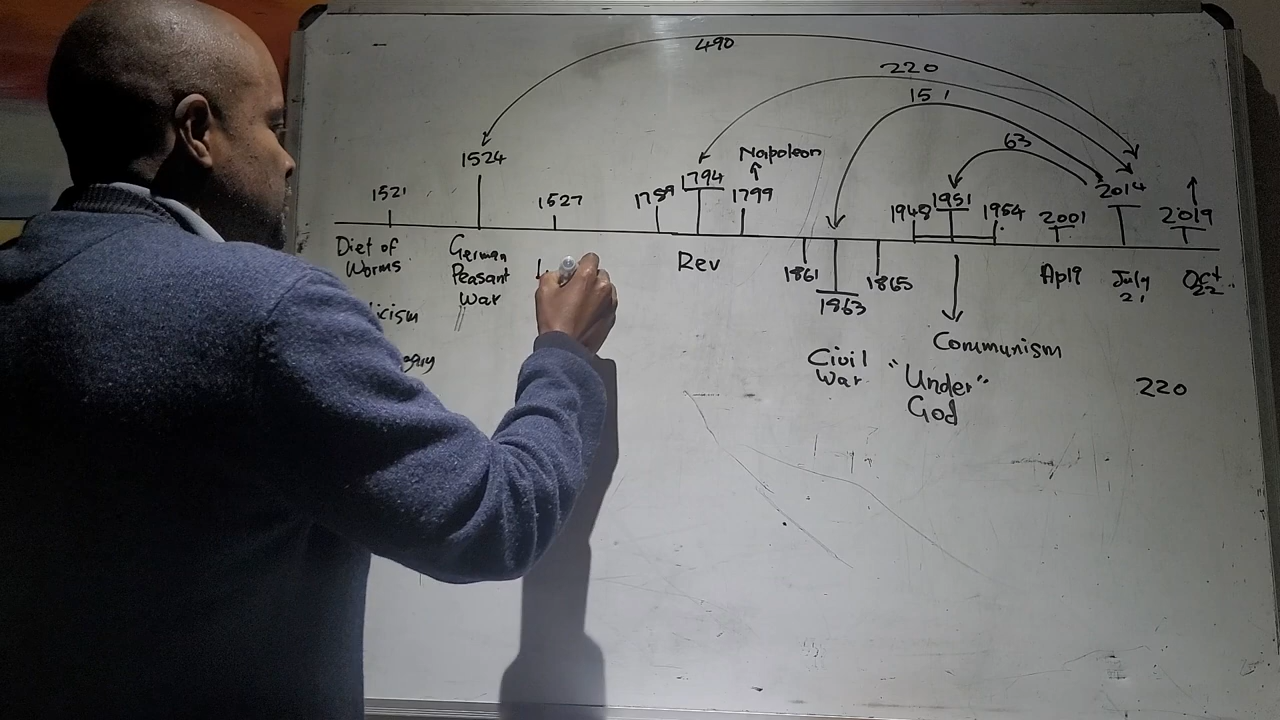 490
220
151
63
Napoleon
1524
1794
1951
2014
1521
1527
1789
1799
1948
1954
2001
2019
Diet of
Worms
German
Peasant
War
Rev
1861
1863
1865
Apl9
July
21
Oct
22
Communism
Civil
War
"Under"
God
220